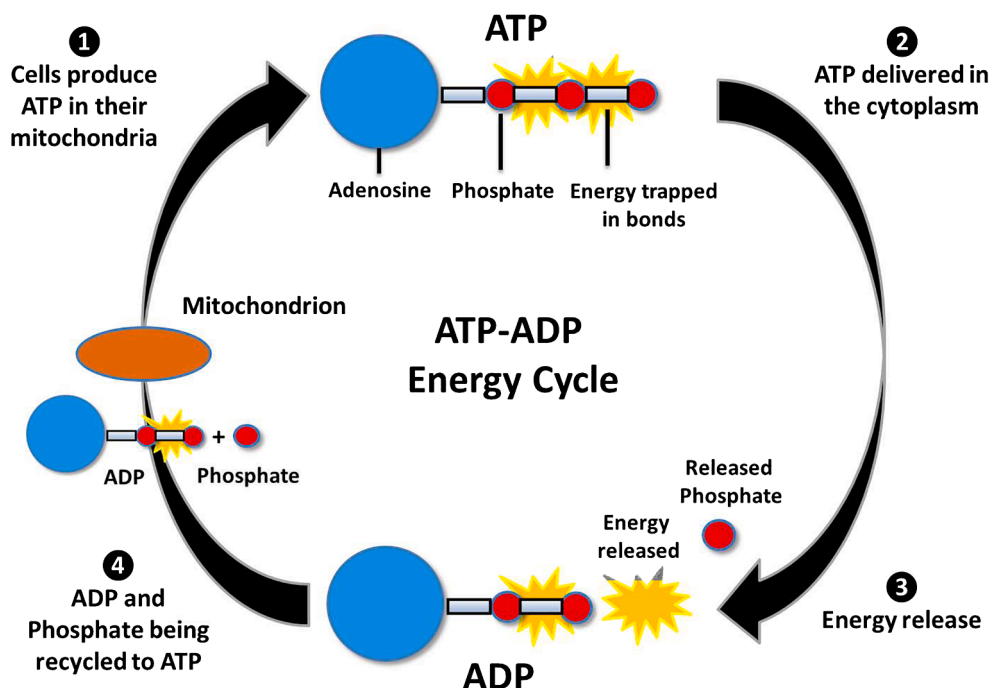 ATP
1
Cells produce
ATP in their
mitochondria
2
ATP delivered in
the cytoplasm
Adenosine
Phosphate
Energy trapped
in bonds
Mitochondrion
ATP-ADP
Energy Cycle
+
ADP
Phosphate
Released
Phosphate
Energy
released
4
ADP and
Phosphate being
recycled to ATP
3
Energy release
ADP